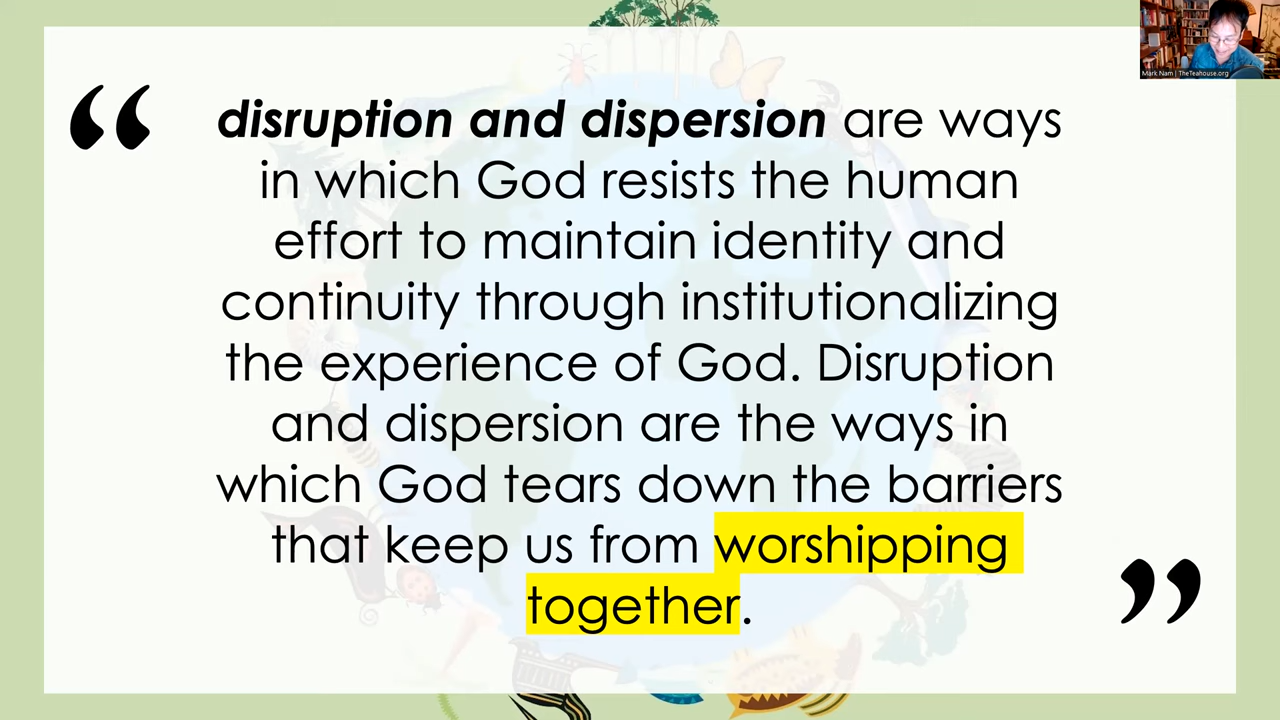 Mark Nam | TheTeahouse.org
“
disruption and dispersion are ways
in which God resists the human
effort to maintain identity and
continuity through institutionalizing
the experience of God. Disruption
and dispersion are the ways in
which God tears down the barriers
that keep us from worshipping
together.
”